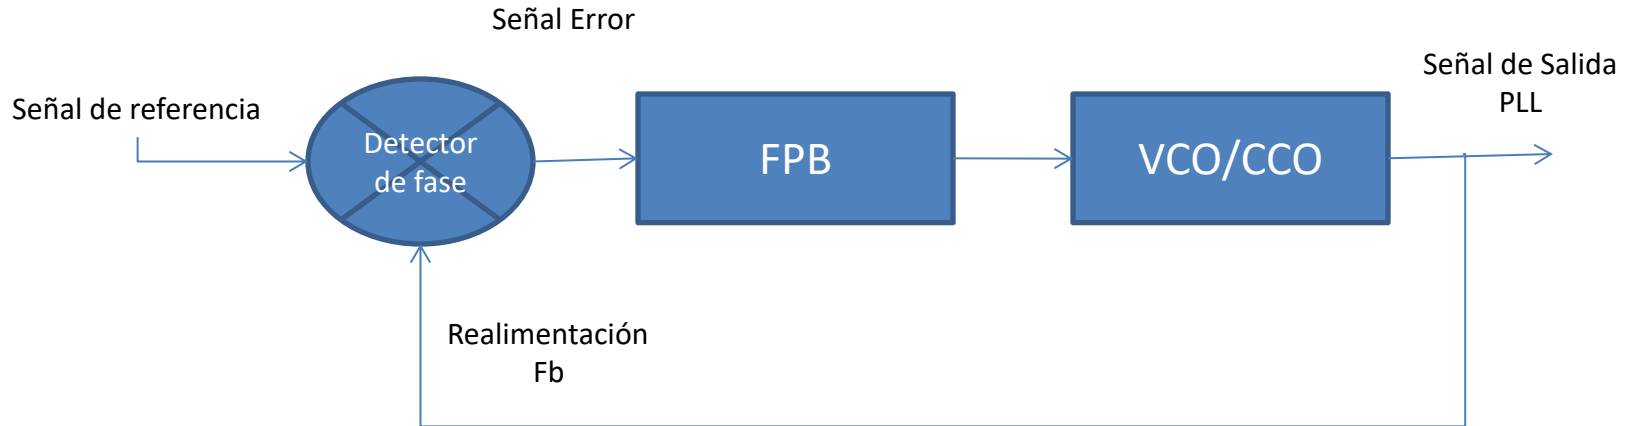 Señal Error
Señal de referencia
Detector
de fase
FPB
VCO/CCO
Señal de Salida
PLL
Realimentación
Fb